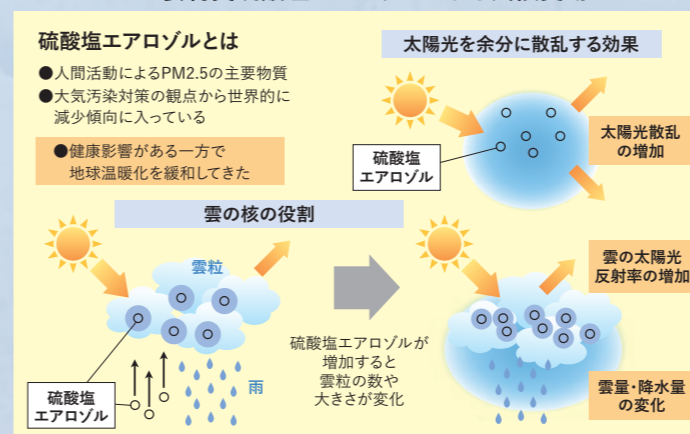 硫酸塩エアロゾルとは
●人間活動によるPM2.5の主要物質
●大気汚染対策の観点から世界的に
減少傾向に入っている
●健康影響がある一方で
地球温暖化を緩和してきた
太陽光を余分に散乱する効果
硫酸塩
エアロゾル
太陽光散乱
の増加
雲の核の役割
雲粒
硫酸塩
エアロゾル
雨
硫酸塩エアロゾルが
増加すると
雲粒の数や
大きさが変化
雲の太陽光
反射率の増加
雲量・降水量
の変化